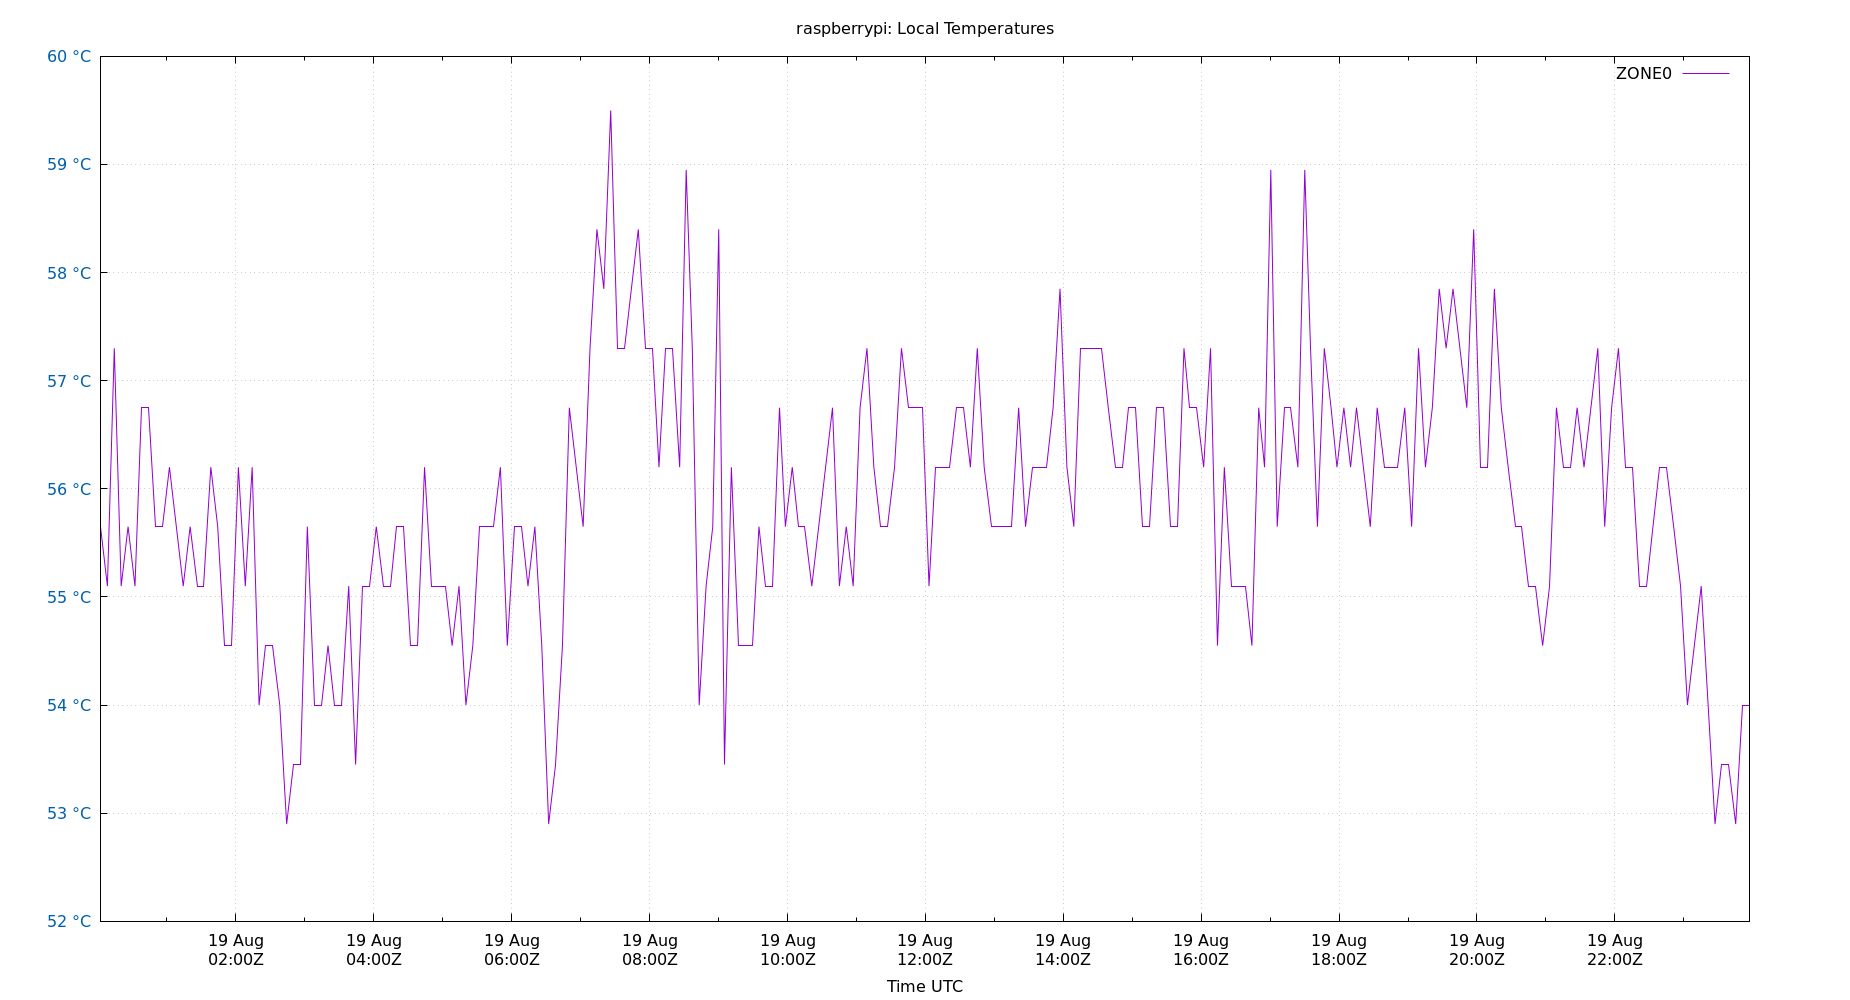 raspberrypi: Local Temperatures
60 °C
ZONE0
59 °C
58 °C
57 °C
56 °C
55 °C
54 °C
53 °C
52 °C
19 Aug 19 Aug 19 Aug 19 Aug 19 Aug 19 Aug 19 Aug 19 Aug 19 Aug 19 Aug 19 Aug
02:00Z 04:00Z 06:00Z 08:00Z 10:00Z 12:00Z 14:00Z 16:00Z 18:00Z 20:00Z 22:00Z
Time UTC